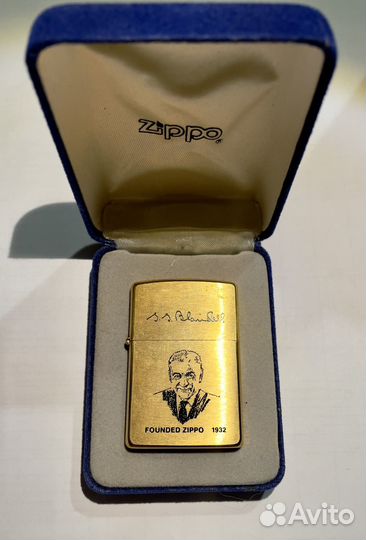 Zippo®
G.G. Blaisdell
FOUNDED ZIPPO 1932
Avito